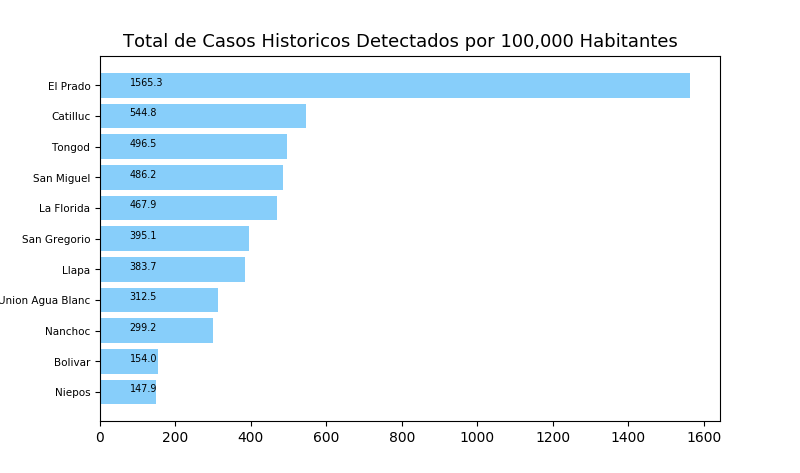 Total de Casos Historicos Detectados por 100,000 Habitantes
El Prado 1565.3
Catilluc 544.8
Tongod 496.5
San Miguel 486.2
La Florida 467.9
San Gregorio 395.1
Llapa 383.7
Union Agua Blanc 312.5
Nanchoc 299.2
Bolivar 154.0
Niepos 147.9
0 200 400 600 800 1000 1200 1400 1600